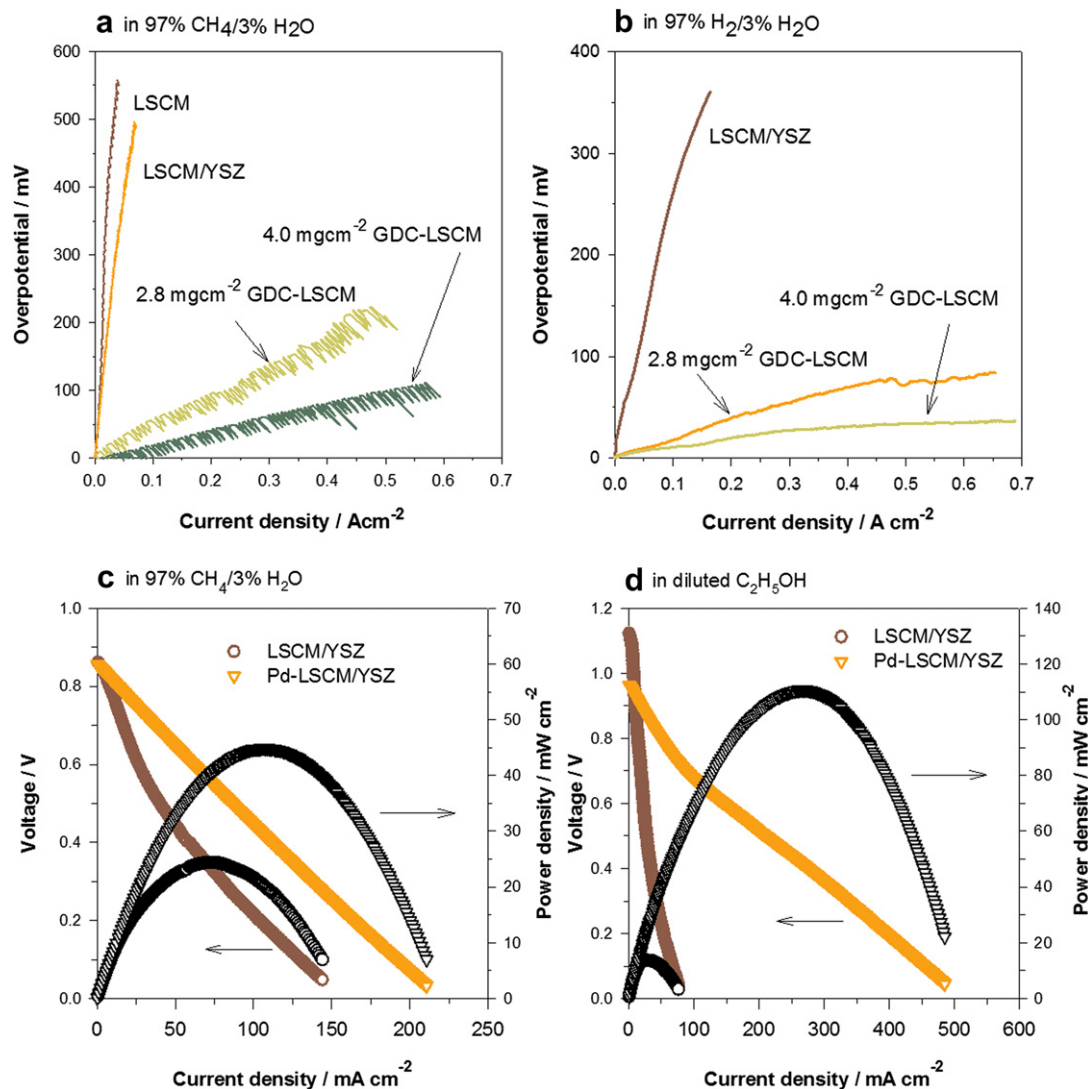 a in 97% CH4/3% H2O
600
500
400
300
200
100
0
Overpotential / mV
LSCM
LSCM/YSZ
4.0 mgcm-2 GDC-LSCM
2.8 mgcm-2 GDC-LSCM
0.0 0.1 0.2 0.3 0.4 0.5 0.6 0.7
Current density / Acm-2
b in 97% H2/3% H2O
400
300
200
100
0
Overpotential / mV
LSCM/YSZ
4.0 mgcm-2 GDC-LSCM
2.8 mgcm-2 GDC-LSCM
0.0 0.1 0.2 0.3 0.4 0.5 0.6 0.7
Current density / A cm-2
c in 97% CH4/3% H2O
1.0
0.8
0.6
0.4
0.2
0.0
Voltage / V
LSCM/YSZ
Pd-LSCM/YSZ
70
60
50
40
30
20
10
0
Power density / mW cm-2
0 50 100 150 200 250
Current density / mA cm-2
d in diluted C2H5OH
1.2
1.0
0.8
0.6
0.4
0.2
0.0
Voltage / V
LSCM/YSZ
Pd-LSCM/YSZ
140
120
100
80
60
40
20
0
Power density / mW cm-2
0 100 200 300 400 500 600
Current density / mA cm-2